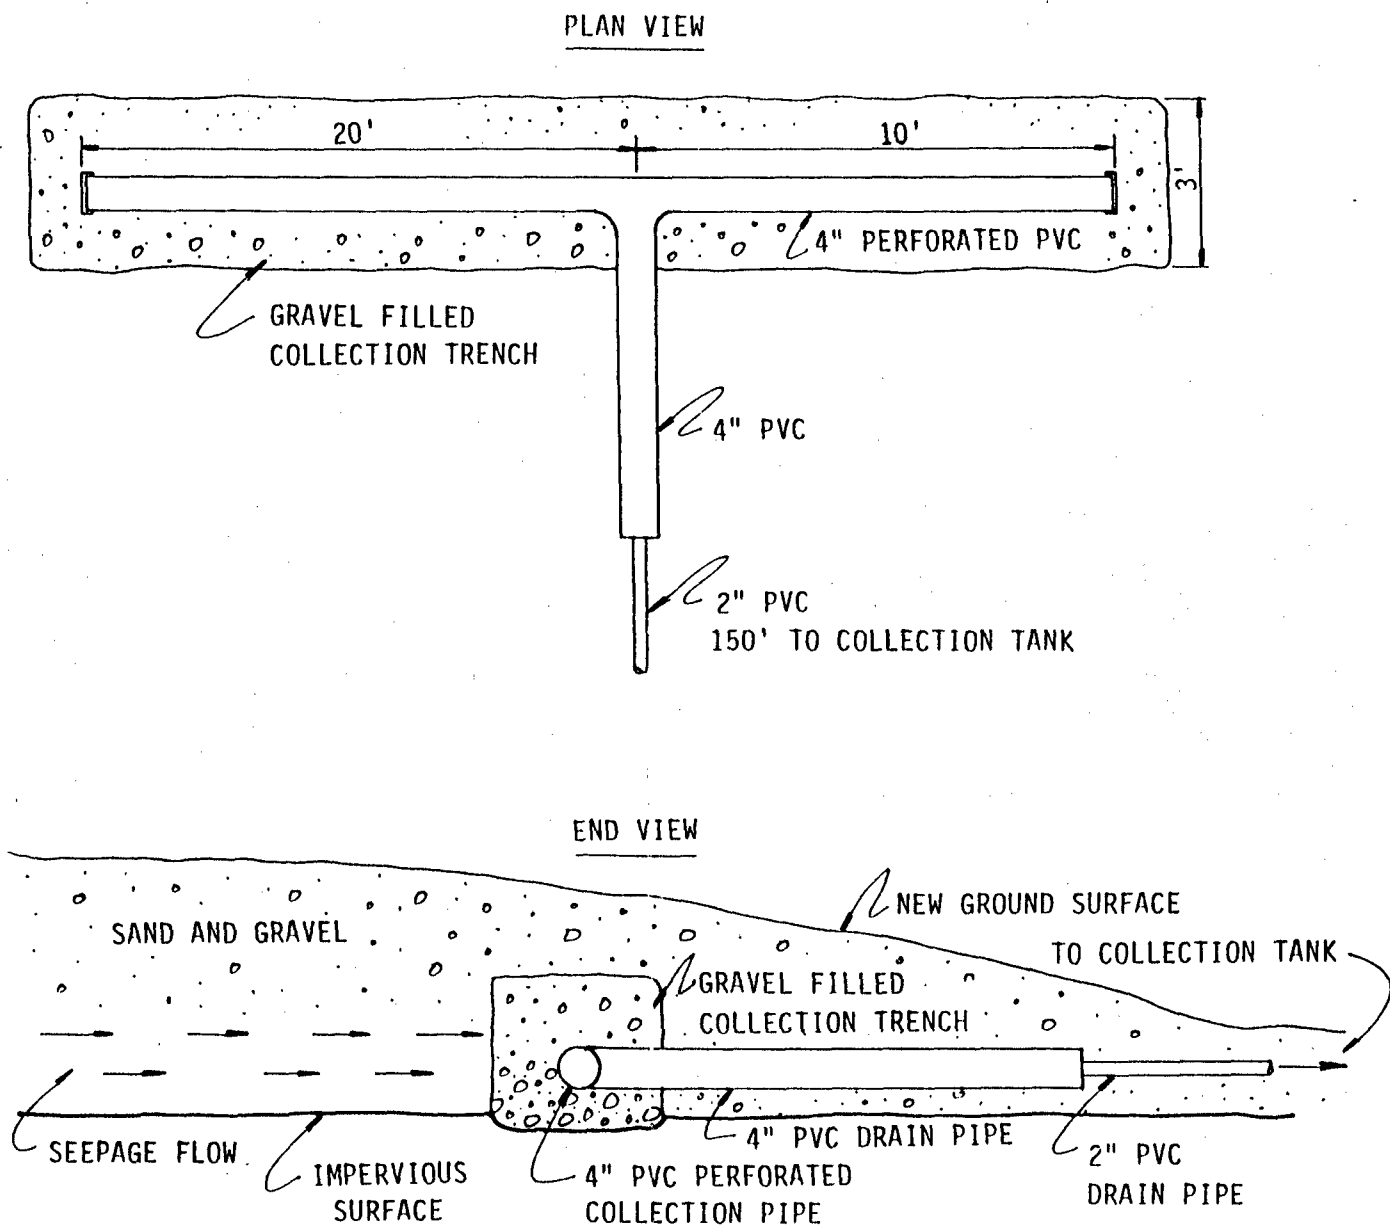 PLAN VIEW
20'
10'
3'
4" PERFORATED PVC
GRAVEL FILLED
COLLECTION TRENCH
4" PVC
2" PVC
150' TO COLLECTION TANK
END VIEW
NEW GROUND SURFACE
SAND AND GRAVEL
TO COLLECTION TANK
GRAVEL FILLED
COLLECTION TRENCH
SEEPAGE FLOW
IMPERVIOUS
SURFACE
4" PVC PERFORATED
COLLECTION PIPE
4" PVC DRAIN PIPE
2" PVC
DRAIN PIPE